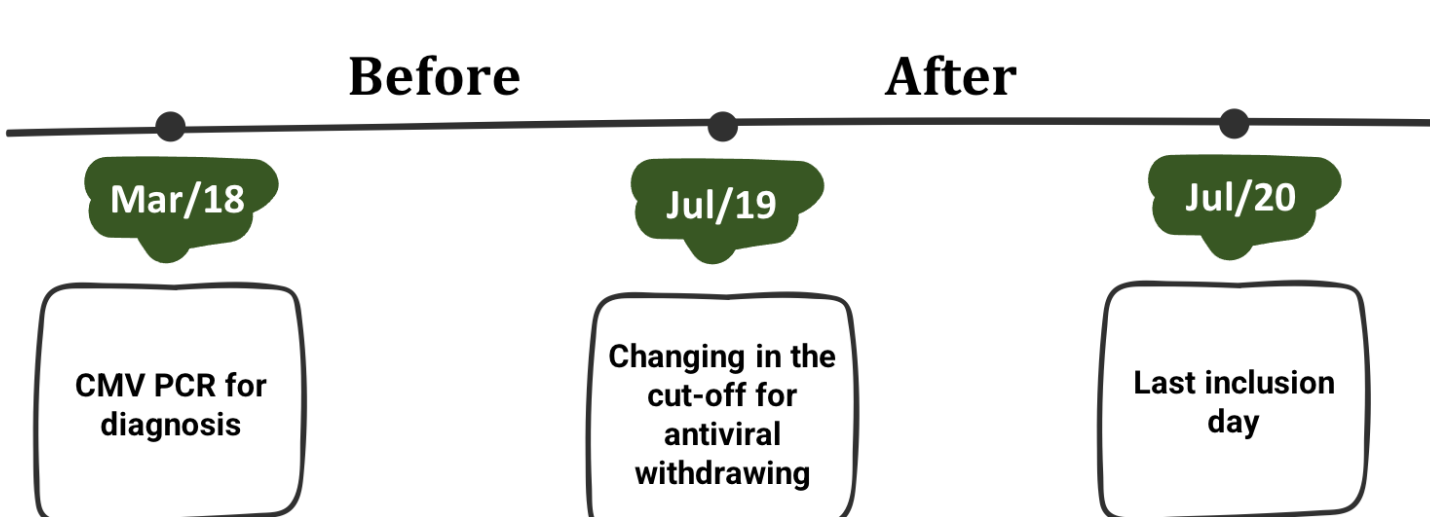 Before
After
Mar/18
Jul/19
Jul/20
CMV PCR for
diagnosis
Changing in the
cut-off for
antiviral
withdrawing
Last inclusion
day